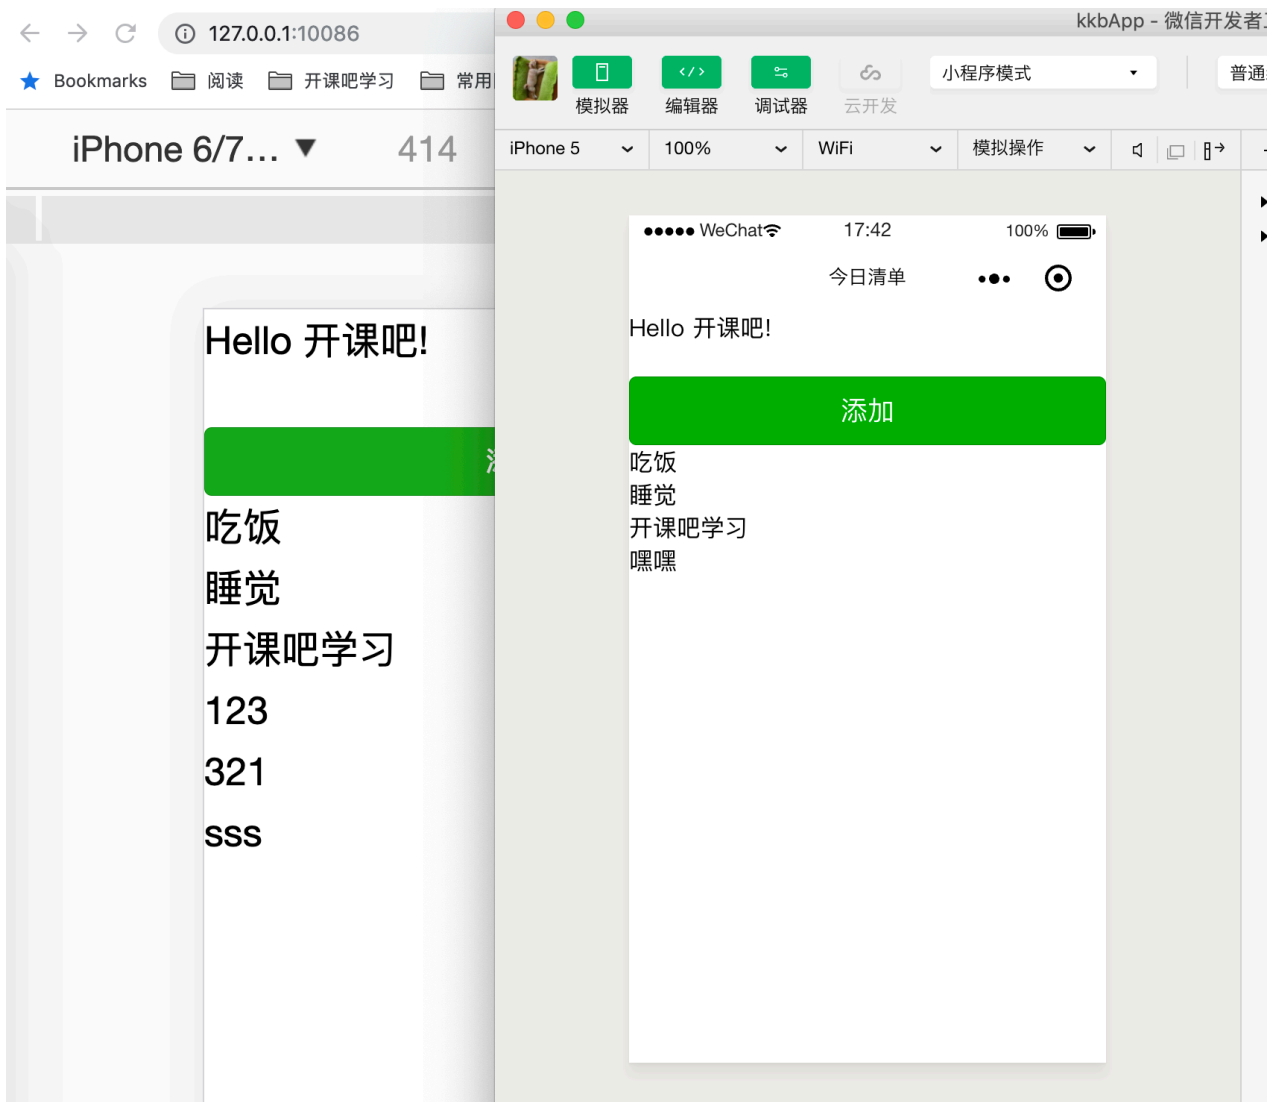 127.0.0.1:10086
Bookmarks 阅读 开课吧学习 常用
iPhone 6/7... ▼ 414
Hello 开课吧!
吃饭
睡觉
开课吧学习
123
321
sss
kkbApp - 微信开发者
模拟器 编辑器 调试器 云开发 小程序模式 普通
iPhone 5 100% WiFi 模拟操作
WeChat 17:42 100%
今日清单
Hello 开课吧!
添加
吃饭
睡觉
开课吧学习
嘿嘿